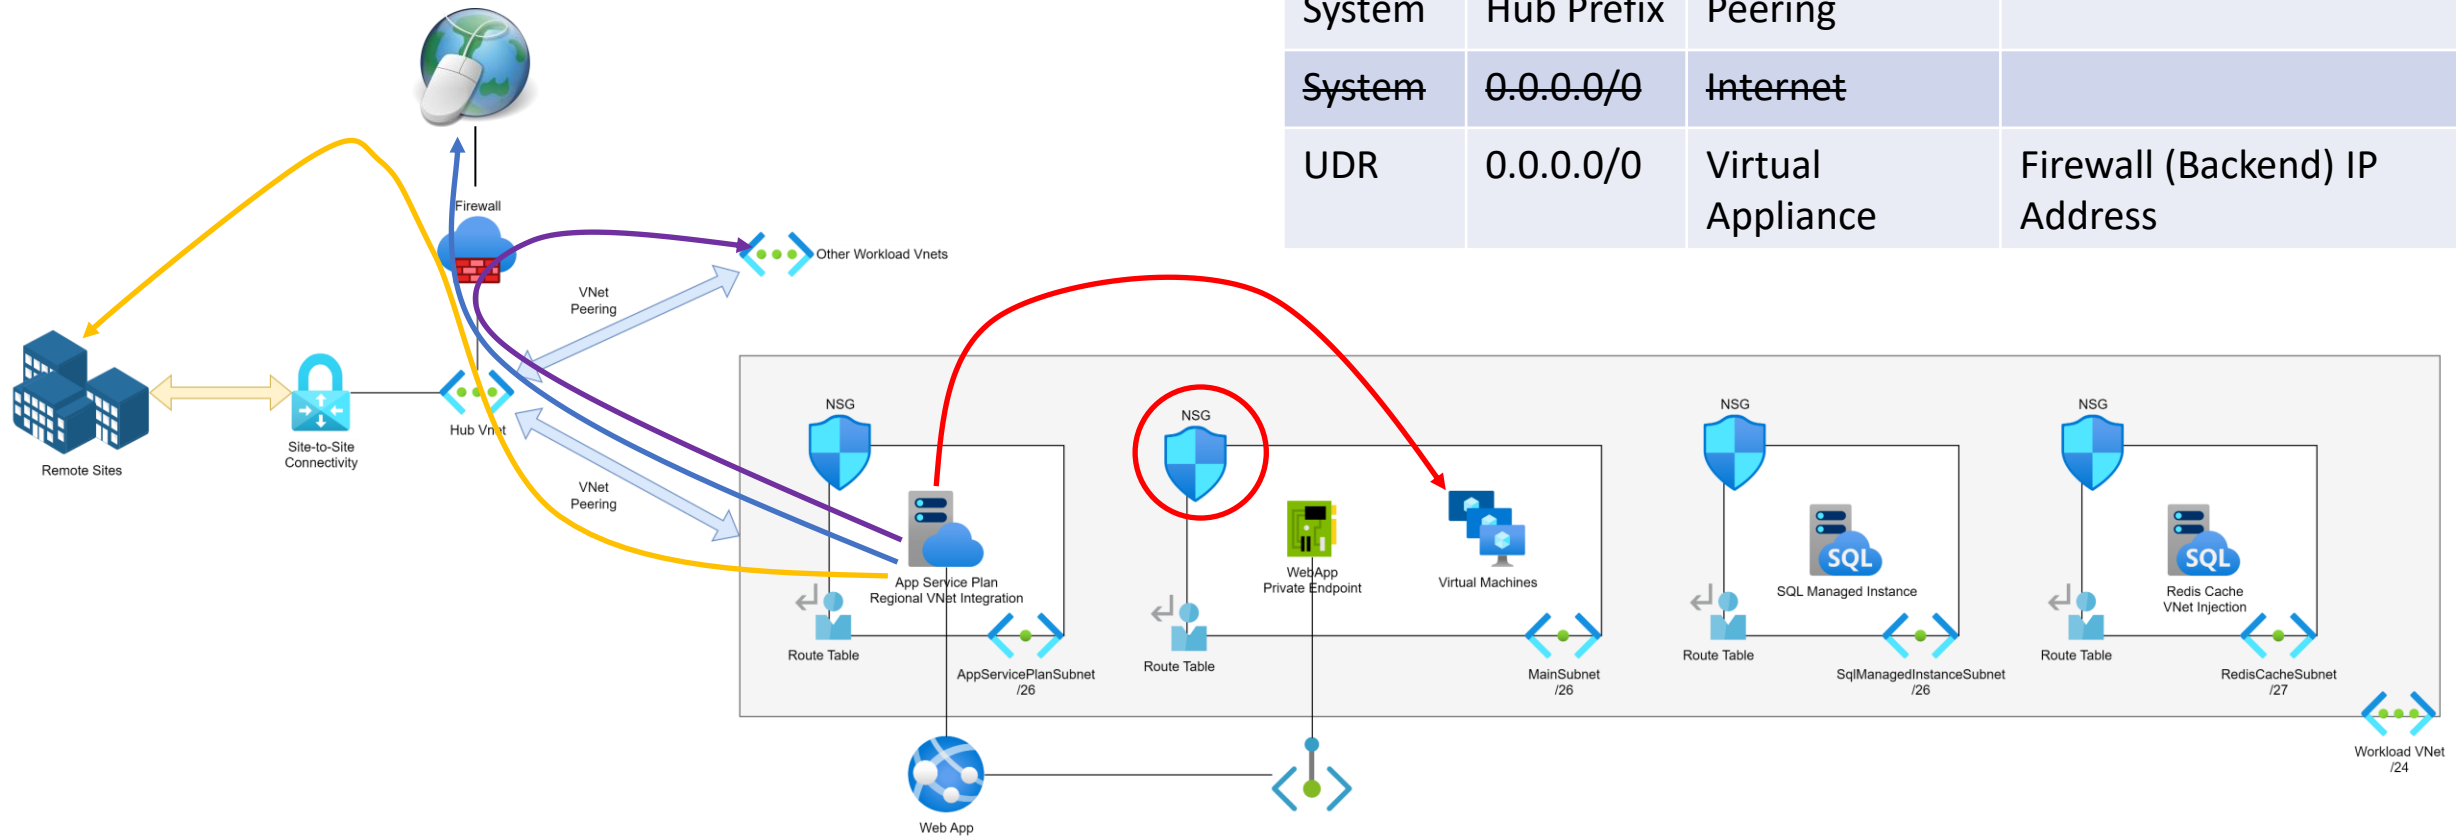 System Hub Prefix Peering
System 0.0.0.0/0 Internet
UDR 0.0.0.0/0 Virtual Firewall (Backend) IP
Appliance Address
Firewall
Other Workload Vnets
VNet
Peering
NSG
NSG
NSG
NSG
Hub Vnet
Site-to-Site
Connectivity
Remote Sites
VNet
Peering
App Service Plan
Regional VNet Integration
WebApp
Private Endpoint
Virtual Machines
SQL
SQL Managed Instance
SQL
Redis Cache
VNet Injection
Route Table
Route Table
Route Table
Route Table
AppServicePlanSubnet
/26
MainSubnet
/26
SqlManagedInstanceSubnet
/26
RedisCacheSubnet
/27
Workload VNet
/24
Web App